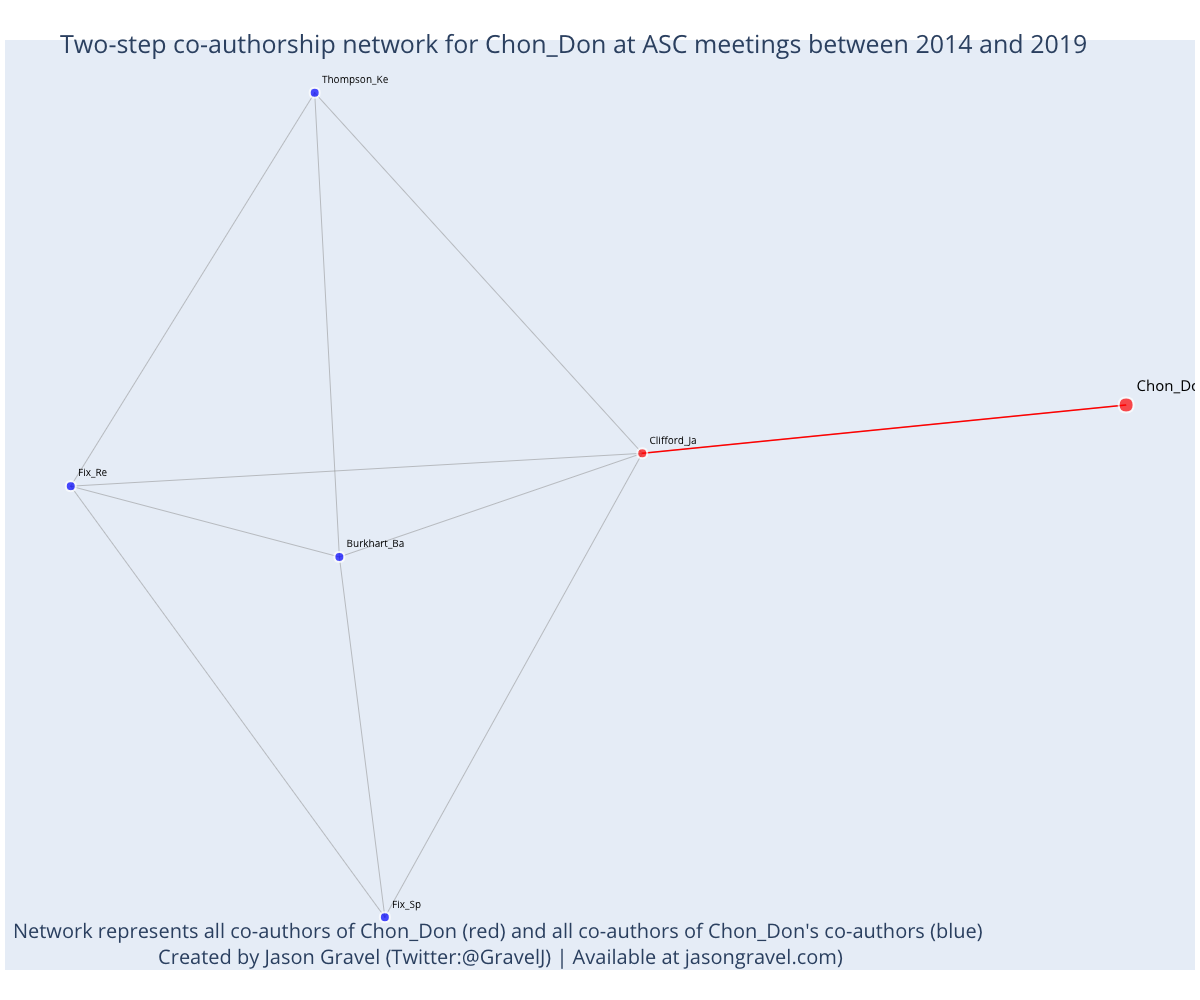 Two-step co-authorship network for Chon_Don at ASC meetings between 2014 and 2019
Thompson_Ke
Chon_Do
Clifford_Ja
Fix_Re
Burkhart_Ba
Fix_Sp
Network represents all co-authors of Chon_Don (red) and all co-authors of Chon_Don's co-authors (blue)
Created by Jason Gravel (Twitter:@GravelJ) | Available at jasongravel.com)